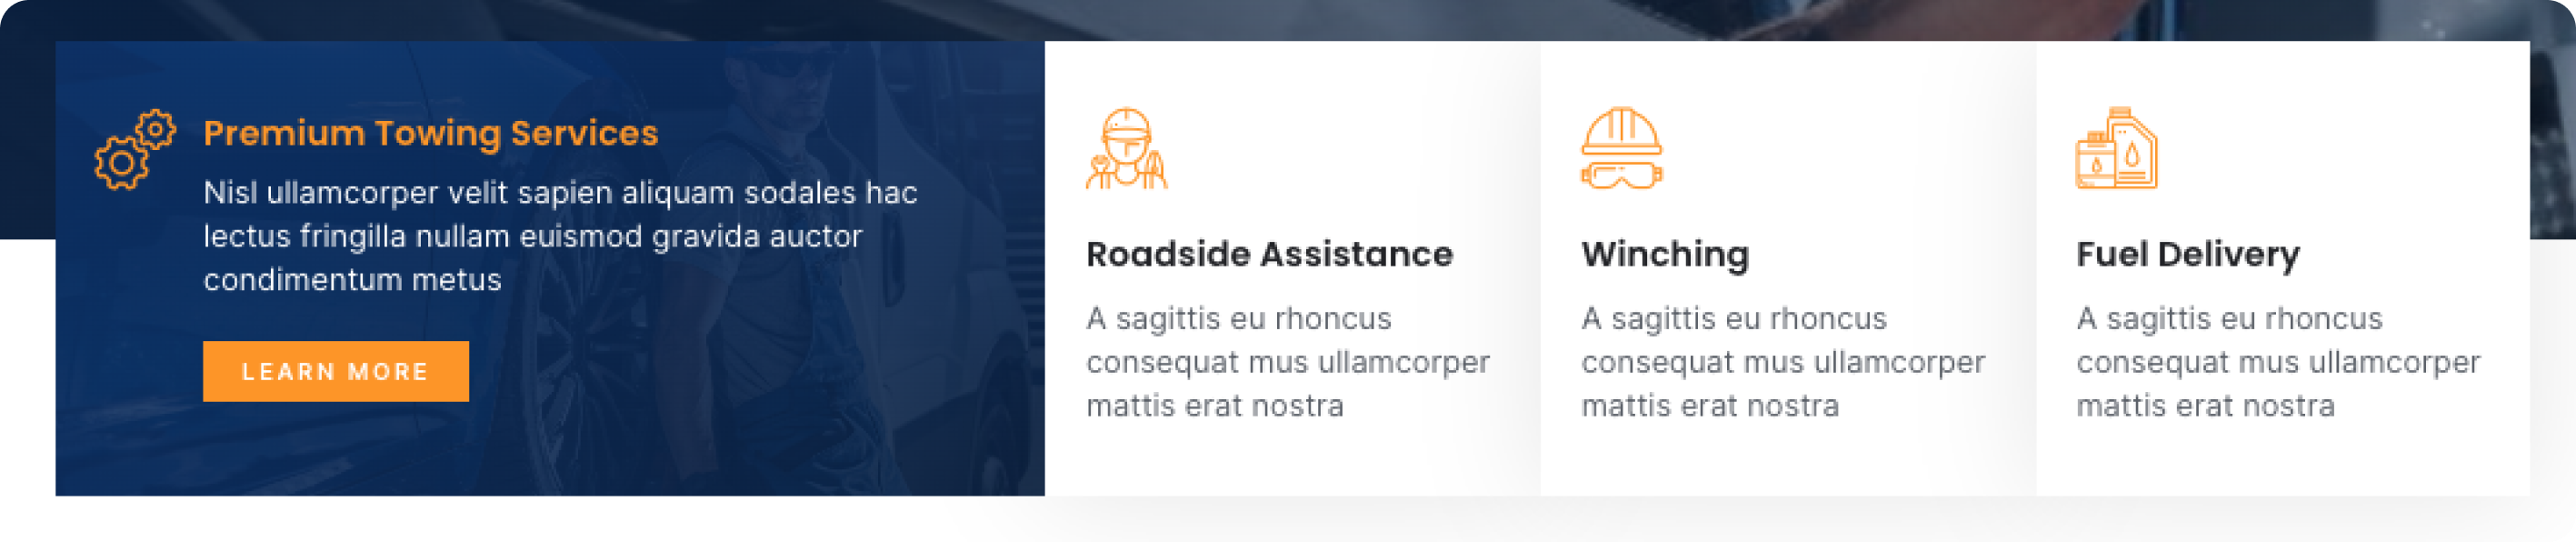 Premium Towing Services
Nisl ullamcorper velit sapien aliquam sodales hac
lectus fringilla nullam euismod gravida auctor
condimentum metus
LEARN MORE
Roadside Assistance
A sagittis eu rhoncus
consequat mus ullamcorper
mattis erat nostra
Winching
A sagittis eu rhoncus
consequat mus ullamcorper
mattis erat nostra
Fuel Delivery
A sagittis eu rhoncus
consequat mus ullamcorper
mattis erat nostra